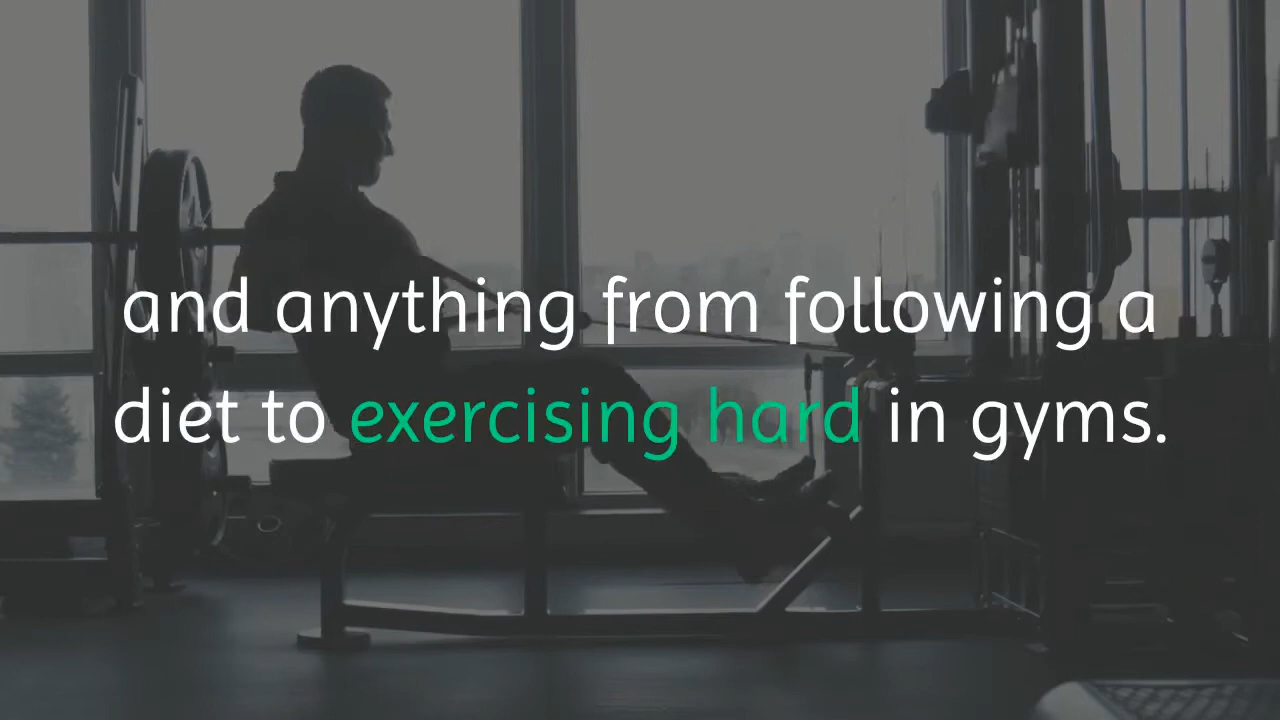 and anything from following a
diet to exercising hard in gyms.